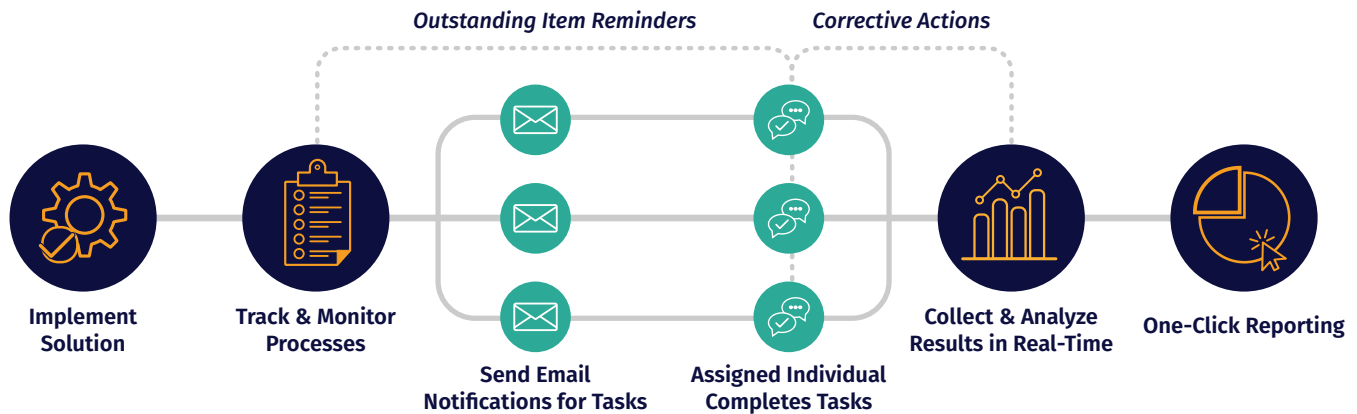 Outstanding Item Reminders
Corrective Actions
Implement
Solution
Track & Monitor
Processes
Send Email
Notifications for Tasks
Assigned Individual
Completes Tasks
Collect & Analyze
Results in Real-Time
One-Click Reporting